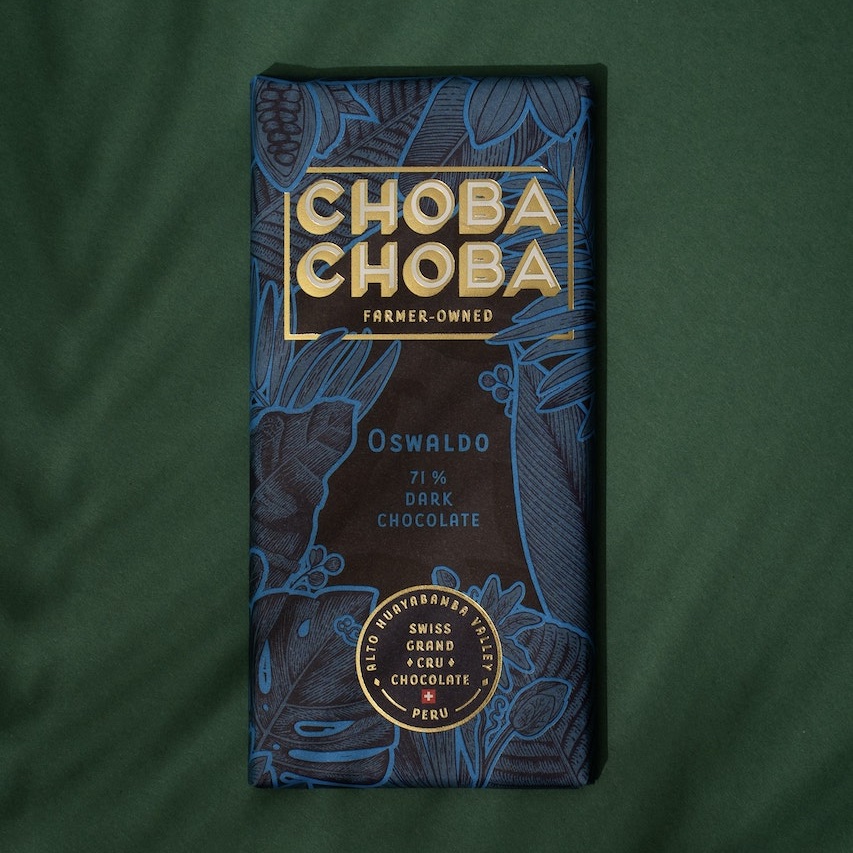 CHOBA
CHOBA
FARMER-OWNED
OSWALDO
71 %
DARK
CHOCOLATE
ALTO HUAYABAMBA VALLEY
SWISS
GRAND
CRU
CHOCOLATE
PERU